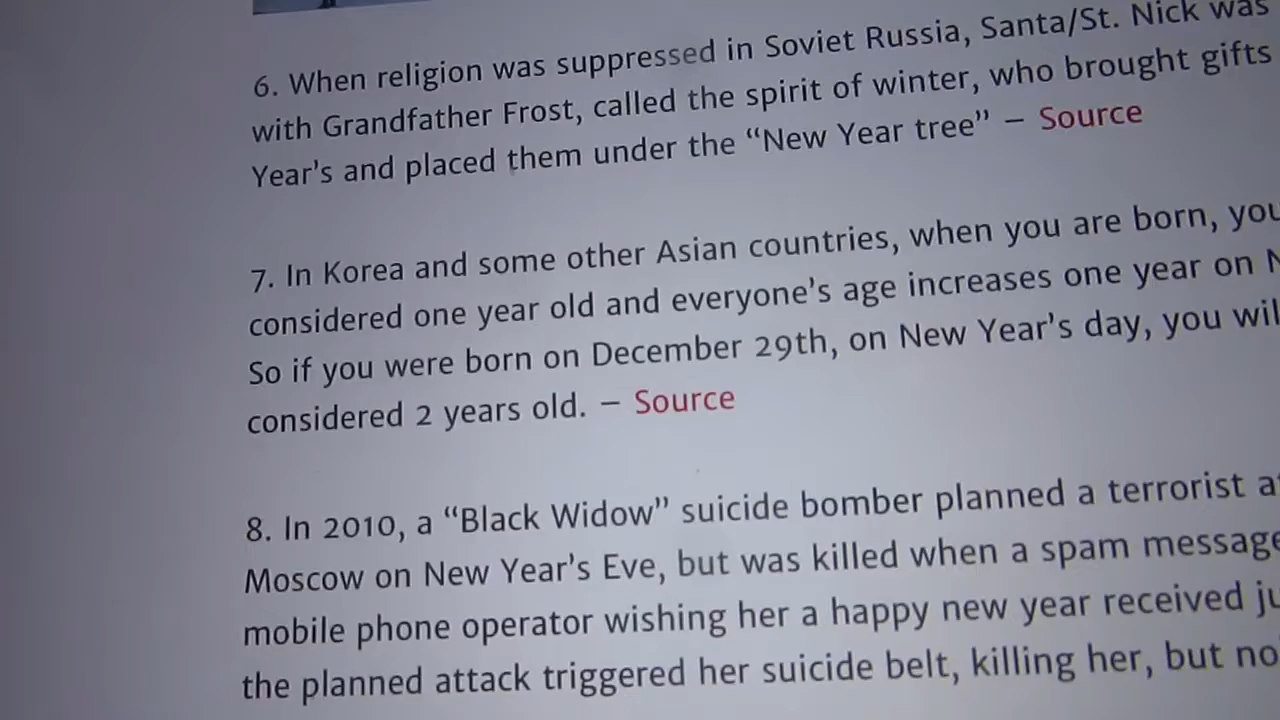 6. When religion was suppressed in Soviet Russia, Santa/St. Nick was
with Grandfather Frost, called the spirit of winter, who brought gifts
Year's and placed them under the “New Year tree” – Source
7. In Korea and some other Asian countries, when you are born, you
considered one year old and everyone's age increases one year on N
So if you were born on December 29th, on New Year's day, you wil
considered 2 years old. – Source
8. In 2010, a “Black Widow” suicide bomber planned a terrorist a
Moscow on New Year's Eve, but was killed when a spam message
mobile phone operator wishing her a happy new year received ju
the planned attack triggered her suicide belt, killing her, but no